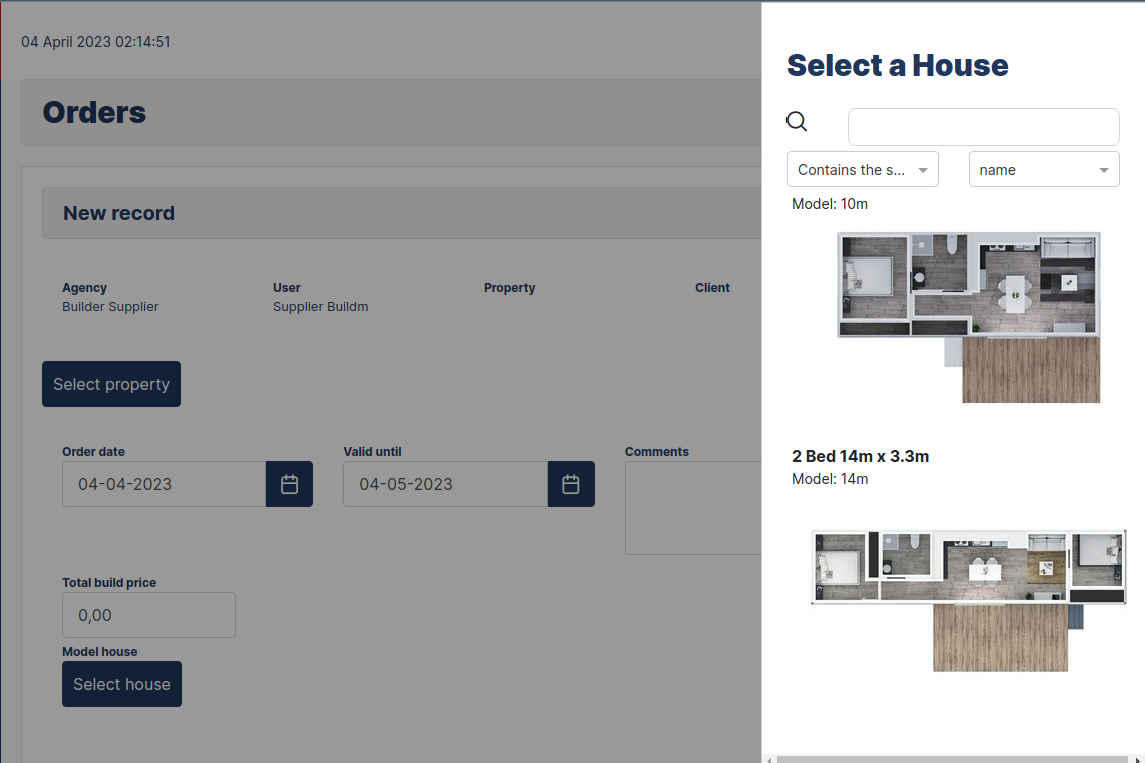 04 April 2023 02:14:51
Orders
New record
Agency
Builder Supplier
User
Supplier Buildm
Property
Client
Select property
Order date
04-04-2023
Valid until
04-05-2023
Comments
Total build price
0,00
Model house
Select house
Select a House
Contains the s...
name
Model: 10m
2 Bed 14m x 3.3m
Model: 14m